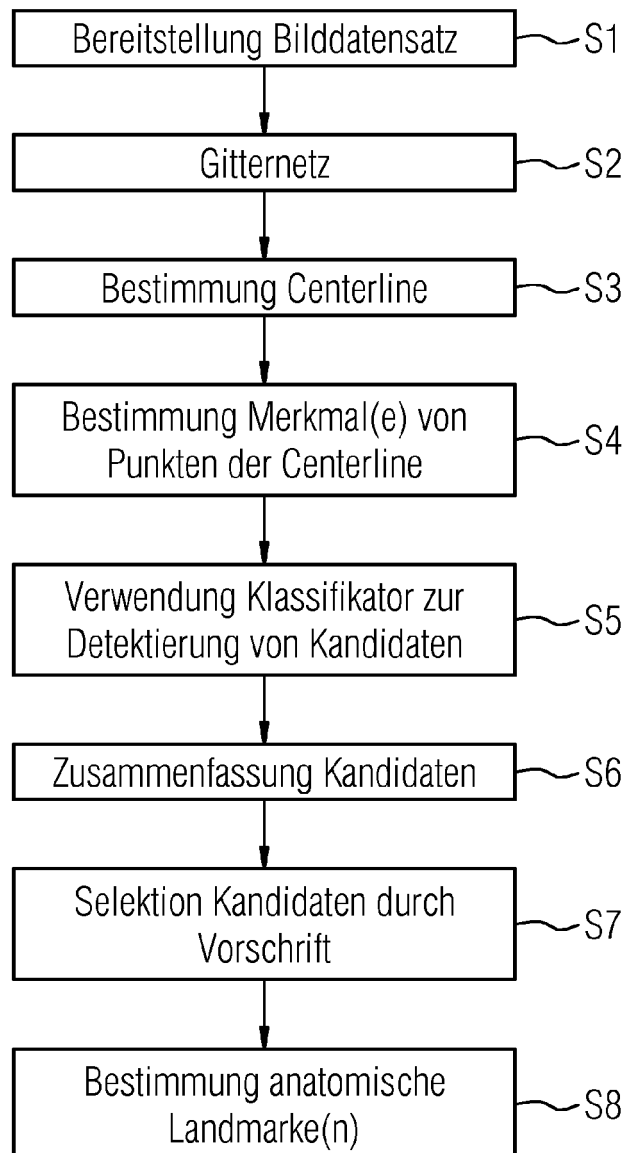 Bereitstellung Bilddatensatz S1
Gitternetz S2
Bestimmung Centerline S3
Bestimmung Merkmal(e) von
Punkten der Centerline S4
Verwendung Klassifikator zur
Detektierung von Kandidaten S5
Zusammenfassung Kandidaten S6
Selektion Kandidaten durch
Vorschrift S7
Bestimmung anatomische
Landmarke(n) S8